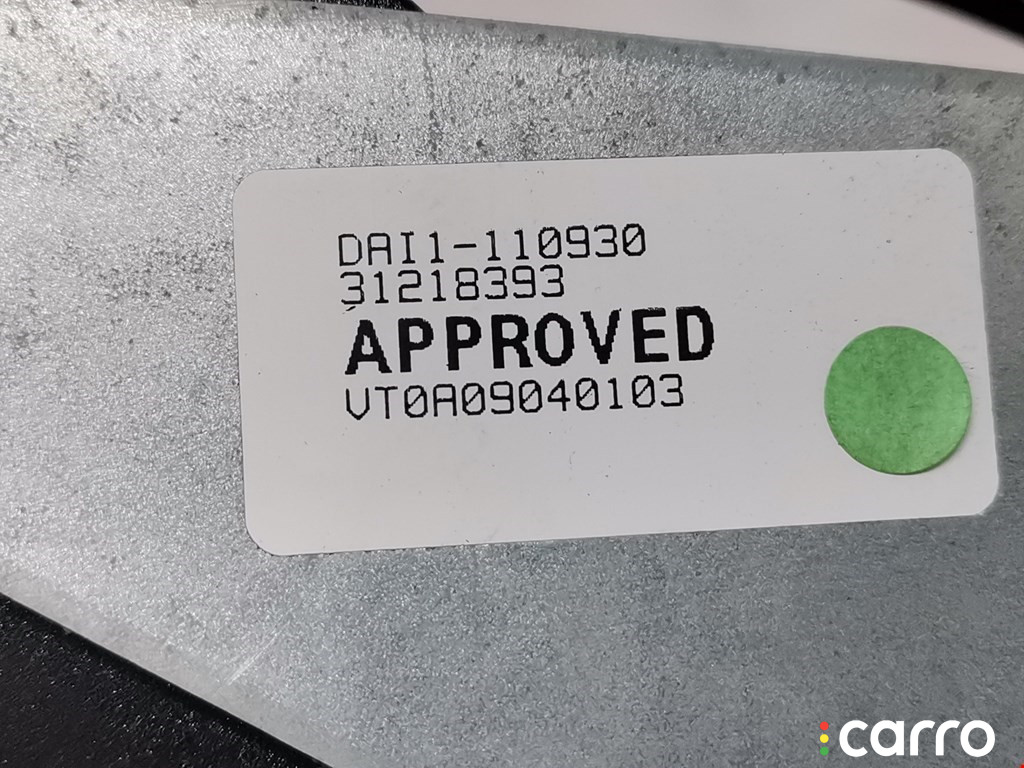 DAI1-110930
31218393
APPROVED
VT0A09040103
carro